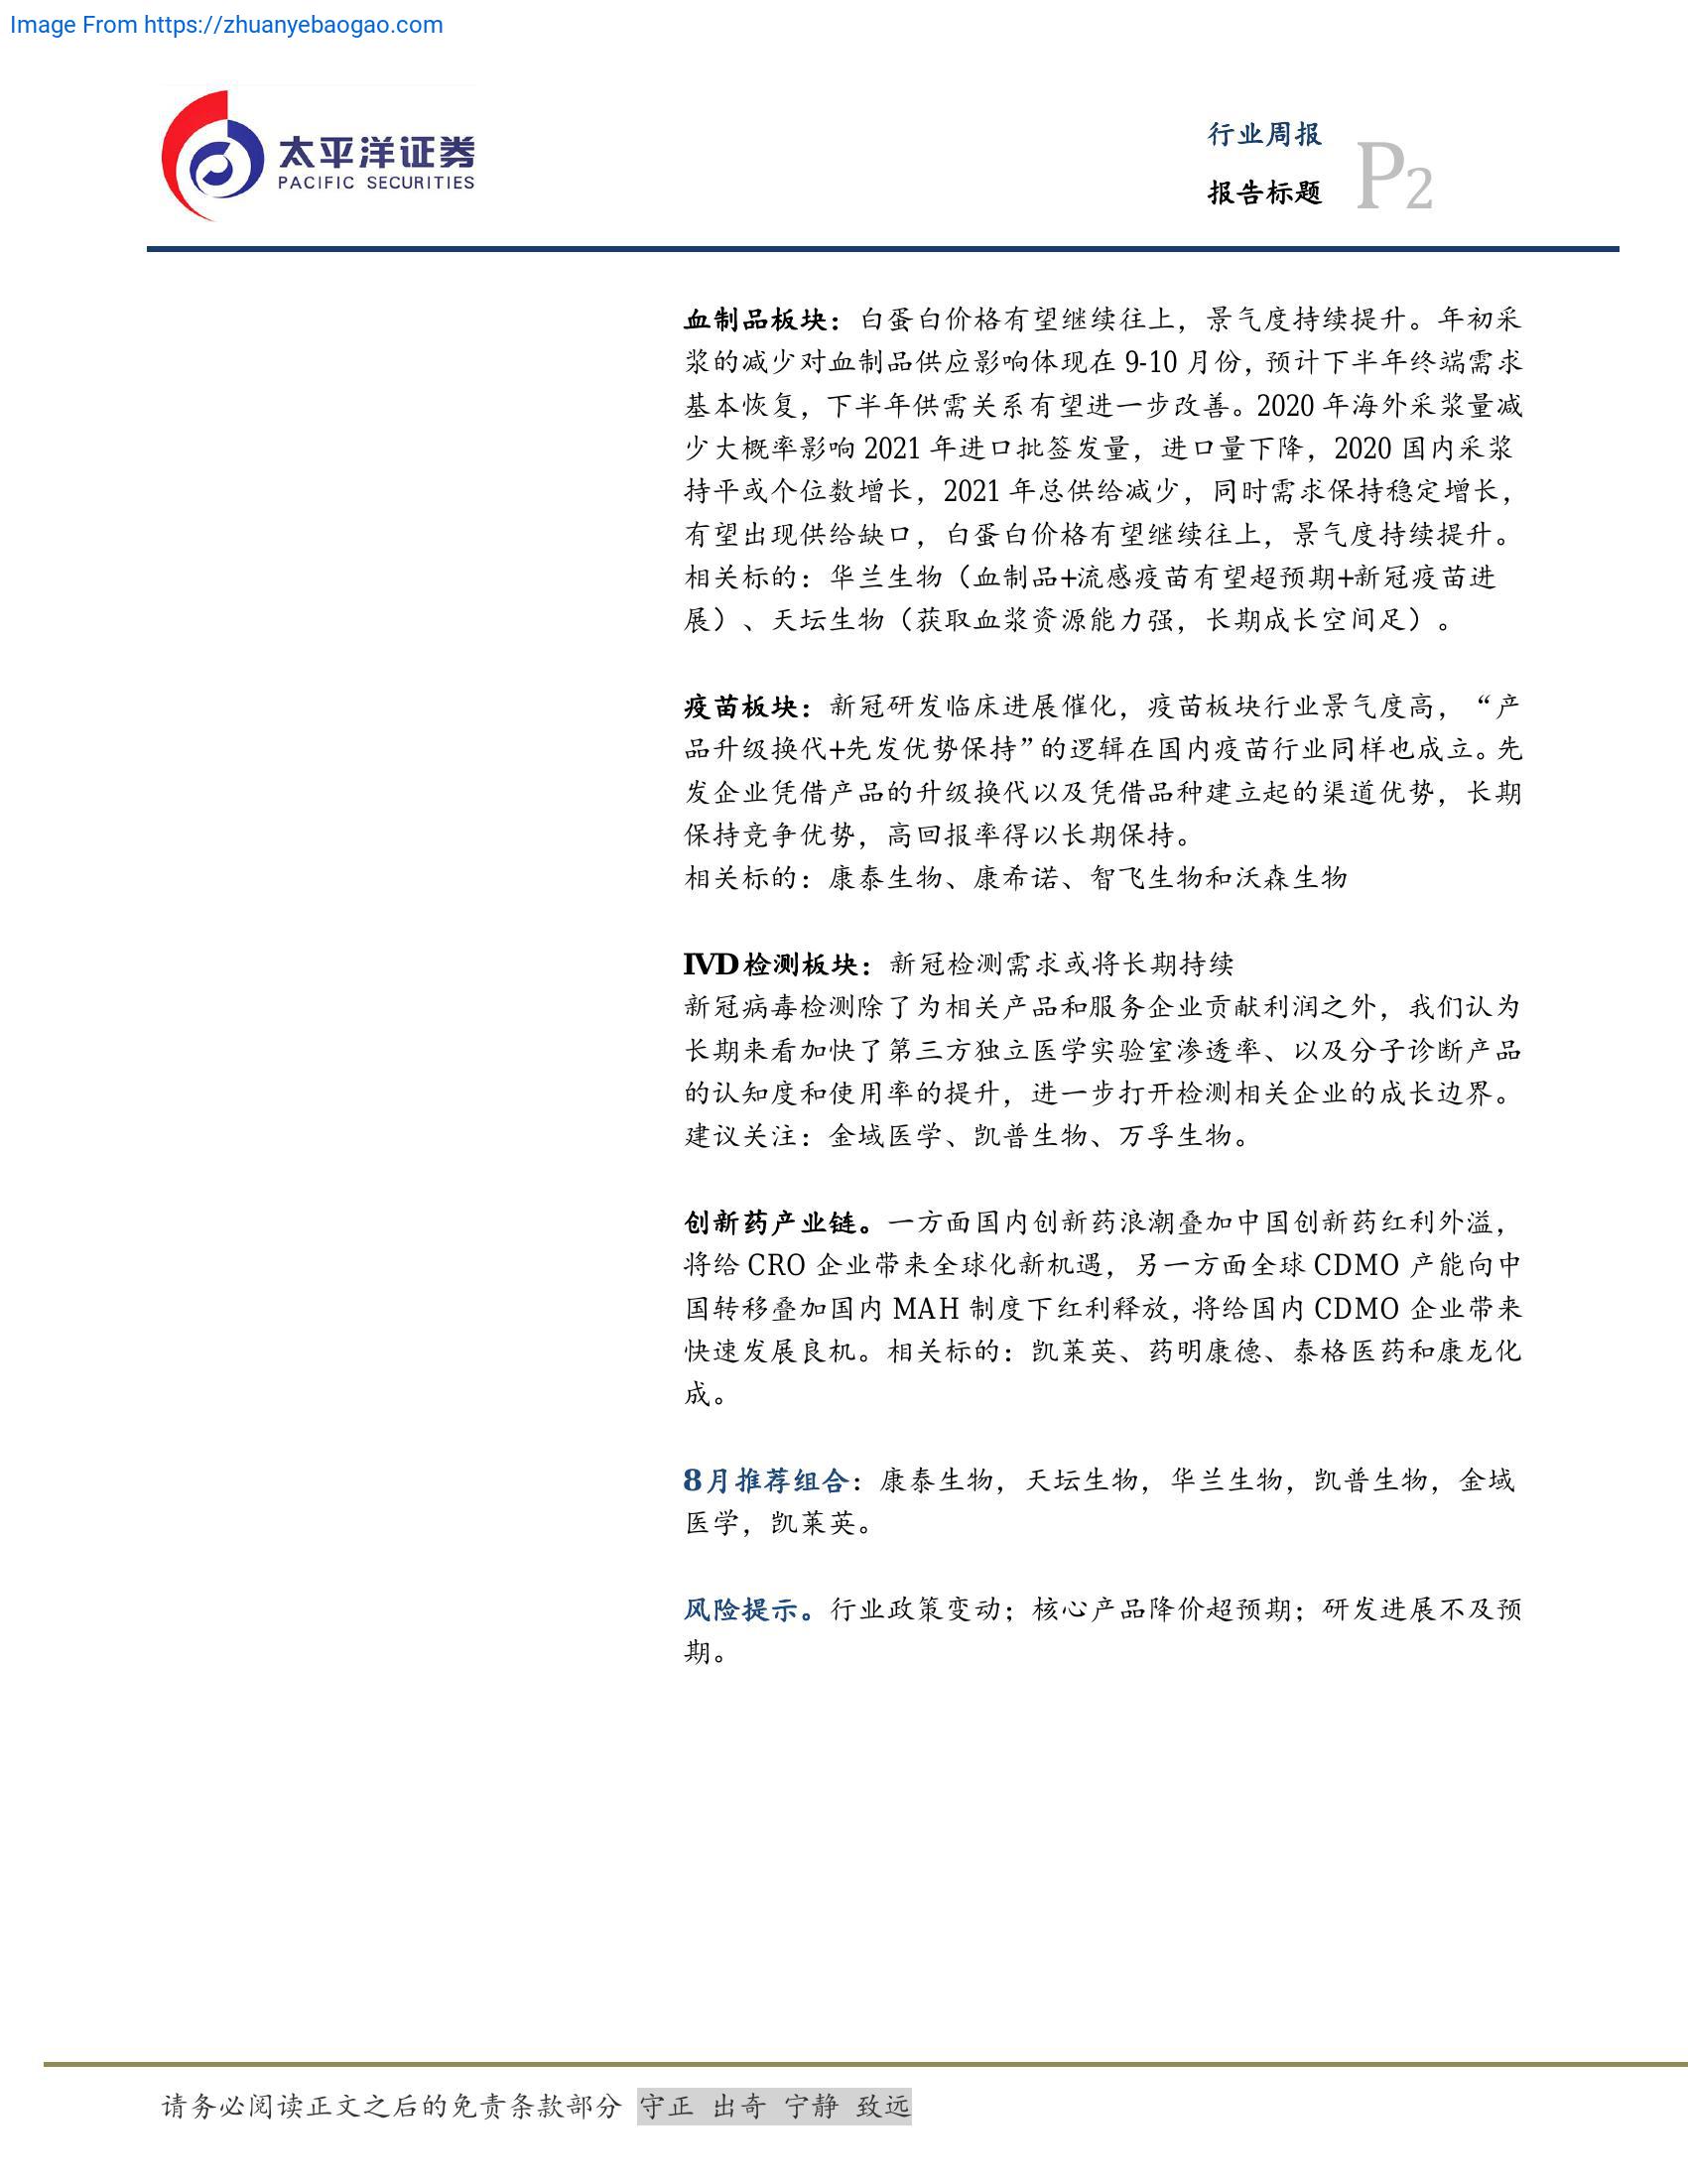 Image From https://zhuanyebaogao.com
太平洋证券
PACIFIC SECURITIES
行业周报
报告标题
P2
血制品板块：白蛋白价格有望继续往上，景气度持续提升。年初采
浆的减少对血制品供应影响体现在 9-10 月份，预计下半年终端需求
基本恢复，下半年供需关系有望进一步改善。2020 年海外采浆量减
少大概率影响 2021 年进口批签发量，进口量下降，2020 国内采浆
持平或个位数增长，2021 年总供给减少，同时需求保持稳定增长，
有望出现供给缺口，白蛋白价格有望继续往上，景气度持续提升。
相关标的：华兰生物（血制品+流感疫苗有望超预期+新冠疫苗进
展）、天坛生物（获取血浆资源能力强，长期成长空间足）。
疫苗板块：新冠研发临床进展催化，疫苗板块行业景气度高，“产
品升级换代+先发优势保持”的逻辑在国内疫苗行业同样也成立。先
发企业凭借产品的升级换代以及凭借品种建立起的渠道优势，长期
保持竞争优势，高回报率得以长期保持。
相关标的：康泰生物、康希诺、智飞生物和沃森生物
IVD检测板块：新冠检测需求或将长期持续
新冠病毒检测除了为相关产品和服务企业贡献利润之外，我们认为
长期来看加快了第三方独立医学实验室渗透率、以及分子诊断产品
的认知度和使用率的提升，进一步打开检测相关企业的成长边界。
建议关注：金域医学、凯普生物、万孚生物。
创新药产业链。一方面国内创新药浪潮叠加中国创新药红利外溢，
将给 CRO 企业带来全球化新机遇，另一方面全球 CDMO 产能向中
国转移叠加国内 MAH 制度下红利释放，将给国内 CDMO 企业带来
快速发展良机。相关标的：凯莱英、药明康德、泰格医药和康龙化
成。
8月推荐组合：康泰生物，天坛生物，华兰生物，凯普生物，金域
医学，凯莱英。
风险提示。行业政策变动；核心产品降价超预期；研发进展不及预
期。
请务必阅读正文之后的免责条款部分 守正 出奇 宁静 致远